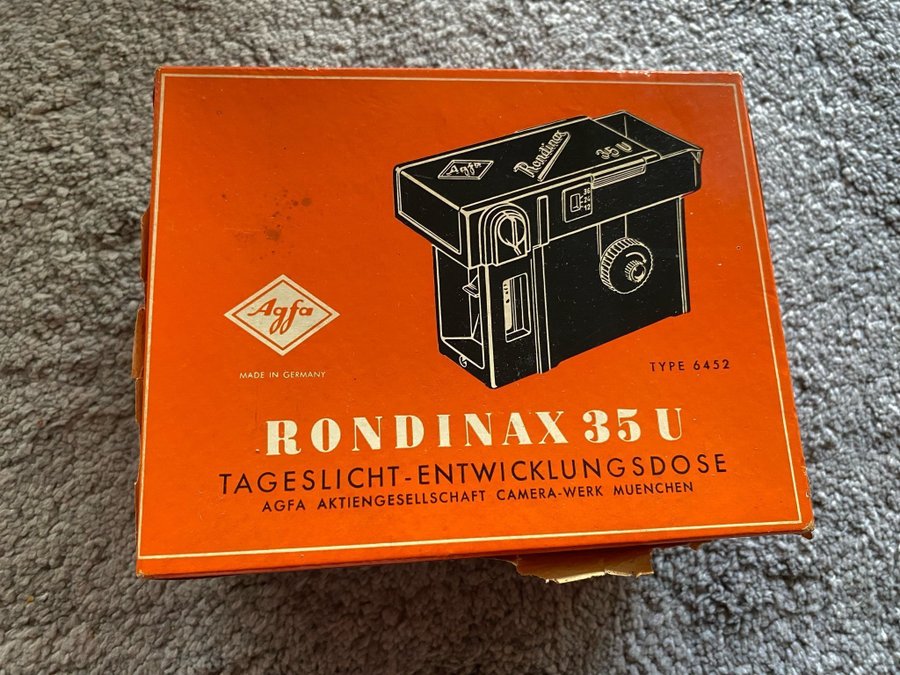 Agfa
Rondinax
35 U
Agfa
MADE IN GERMANY
TYPE 6452
RONDINAX 35 U
TAGESLICHT-ENTWICKLUNGSDOSE
AGFA AKTIENGESELLSCHAFT CAMERA-WERK MUENCHEN